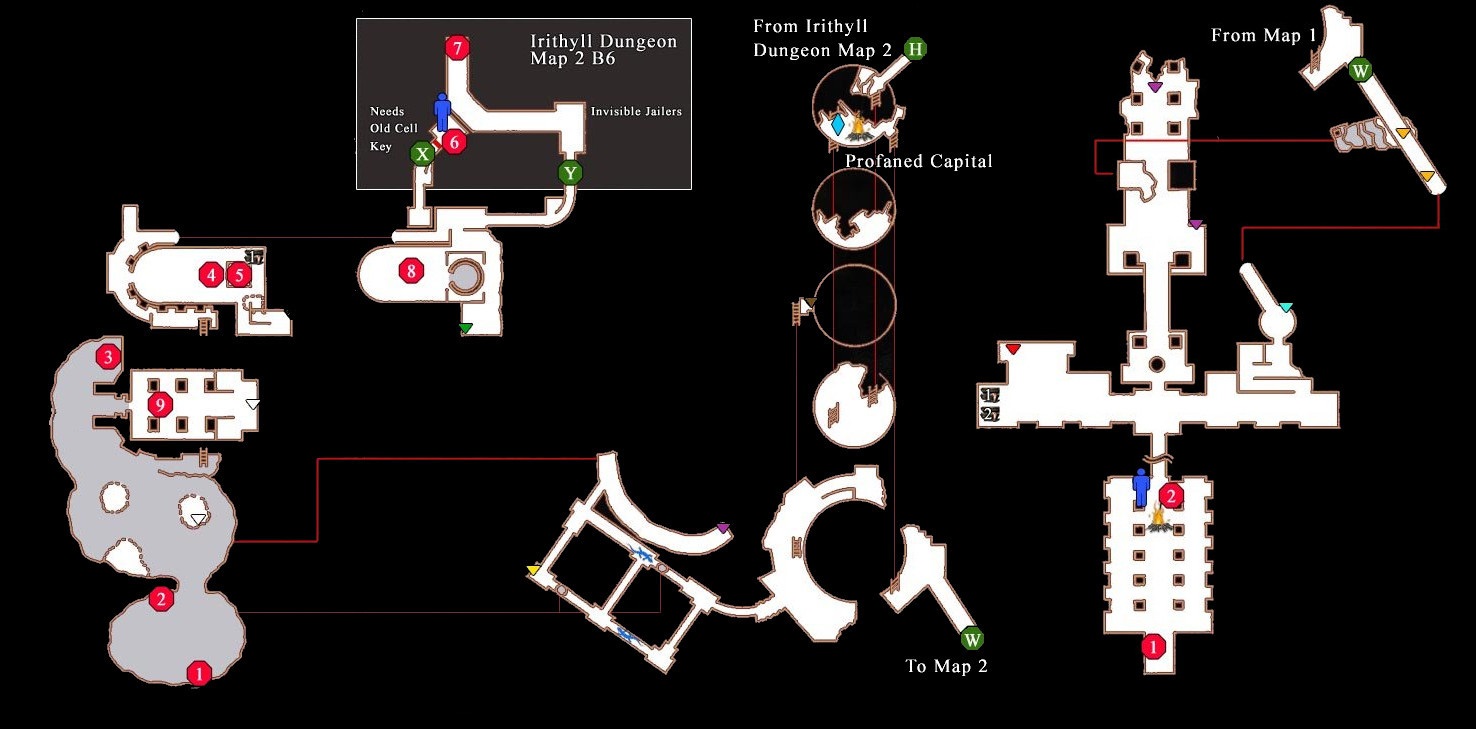 From Irithyll
Dungeon Map 2
H
From Map 1
W
7
Irithyll Dungeon
Map 2 B6
Needs
Old Cell
Key
Invisible Jailers
6
X
Y
Profaned Capital
4
5
1
8
3
9
1
2
2
2
1
1
W
To Map 2